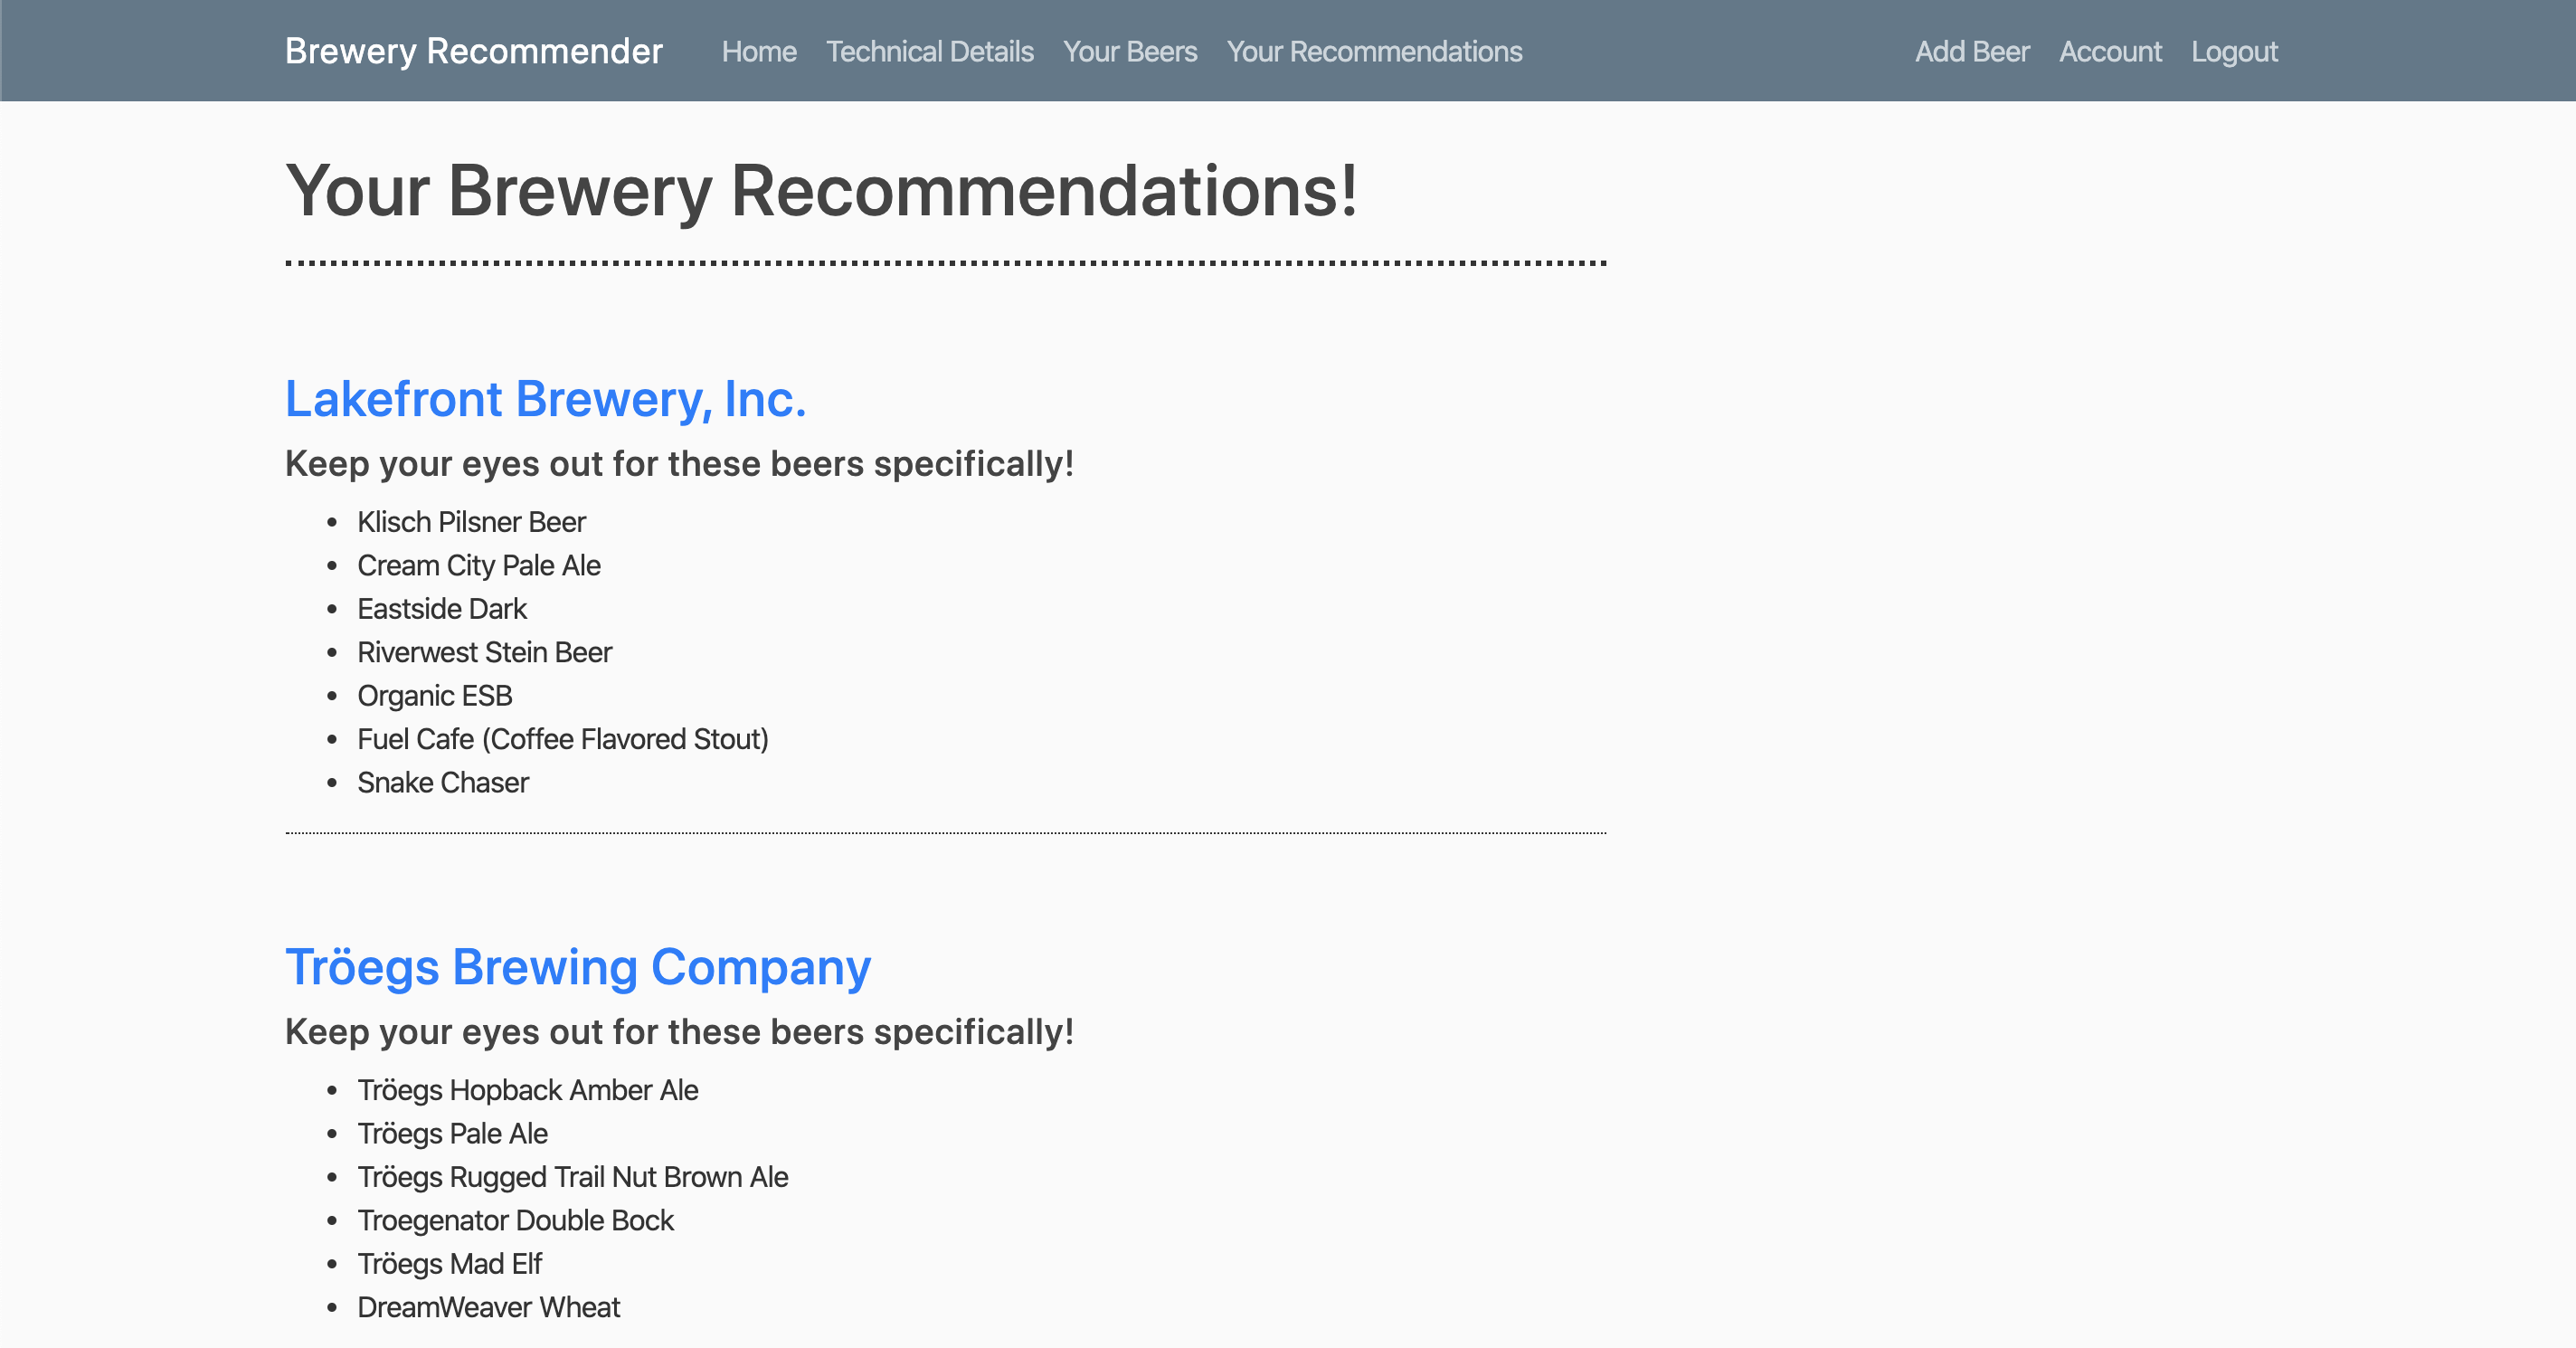 Brewery Recommender Home Technical Details Your Beers Your Recommendations Add Beer Account Logout
Your Brewery Recommendations!
Lakefront Brewery, Inc.
Keep your eyes out for these beers specifically!
Klisch Pilsner Beer
Cream City Pale Ale
Eastside Dark
Riverwest Stein Beer
Organic ESB
Fuel Cafe (Coffee Flavored Stout)
Snake Chaser
Tröegs Brewing Company
Keep your eyes out for these beers specifically!
Tröegs Hopback Amber Ale
Tröegs Pale Ale
Tröegs Rugged Trail Nut Brown Ale
Troegenator Double Bock
Tröegs Mad Elf
DreamWeaver Wheat